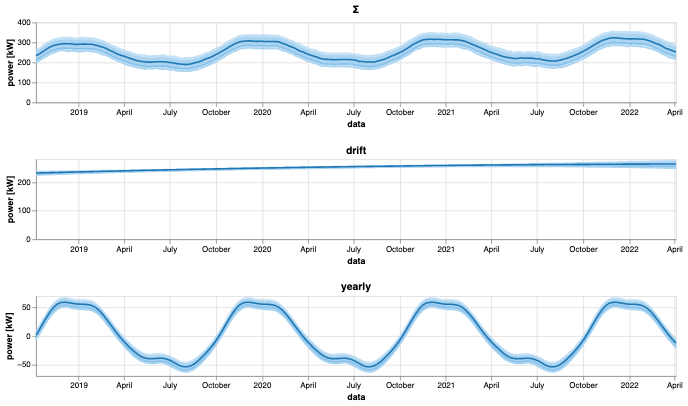 Σ
power [kW]
400
300
200
100
0
2019 April July October 2020 April July October 2021 April July October 2022 April
data
drift
power [kW]
200
100
0
2019 April July October 2020 April July October 2021 April July October 2022 April
data
yearly
power [kW]
50
0
−50
2019 April July October 2020 April July October 2021 April July October 2022 April
data